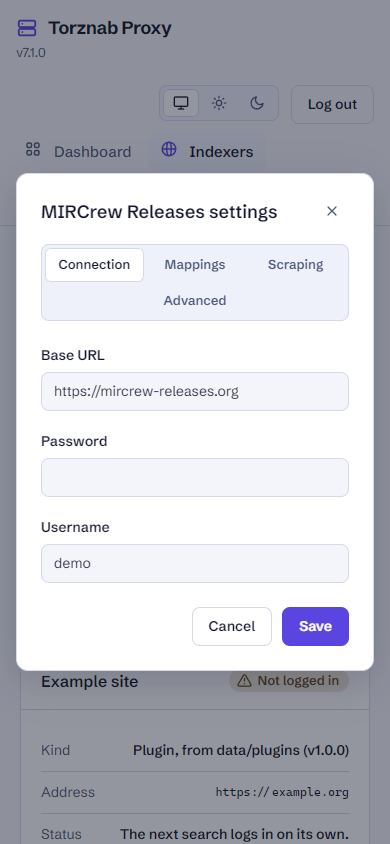 Torznab Proxy
v7.1.0
Log out
Dashboard
Indexers
MIRCrew Releases settings
Connection
Mappings
Scraping
Advanced
Base URL
https://mircrew-releases.org
Password
Username
demo
Cancel
Save
Example site
Not logged in
Kind
Plugin, from data/plugins (v1.0.0)
Address
https://example.org
Status
The next search logs in on its own.